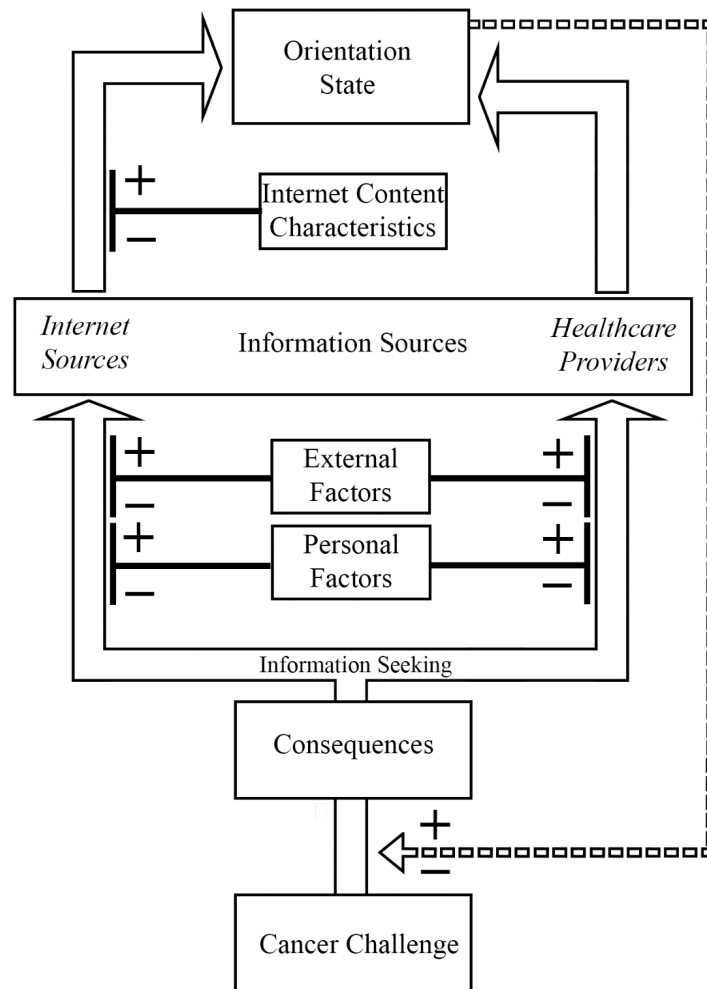 Orientation
State
+
Internet Content
Characteristics
−
Internet
Sources
Information Sources
Healthcare
Providers
+
External
Factors
+
−
−
+
Personal
Factors
+
−
−
Information Seeking
Consequences
+
−
Cancer Challenge